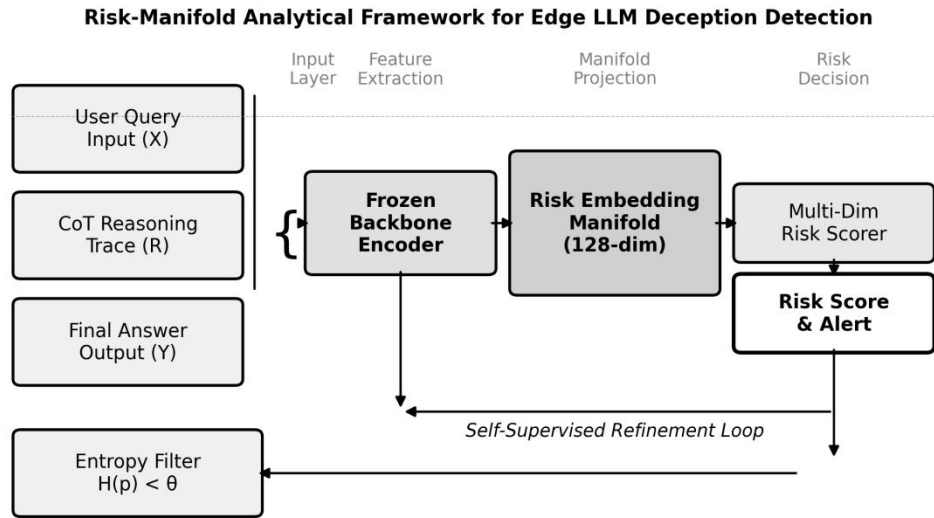 Risk-Manifold Analytical Framework for Edge LLM Deception Detection
Input
Layer
Feature
Extraction
Manifold
Projection
Risk
Decision
User Query
Input (X)
CoT Reasoning
Trace (R)
Final Answer
Output (Y)
{
Frozen
Backbone
Encoder
Risk Embedding
Manifold
(128-dim)
Multi-Dim
Risk Scorer
Risk Score
& Alert
Self-Supervised Refinement Loop
Entropy Filter
H(p) < θ